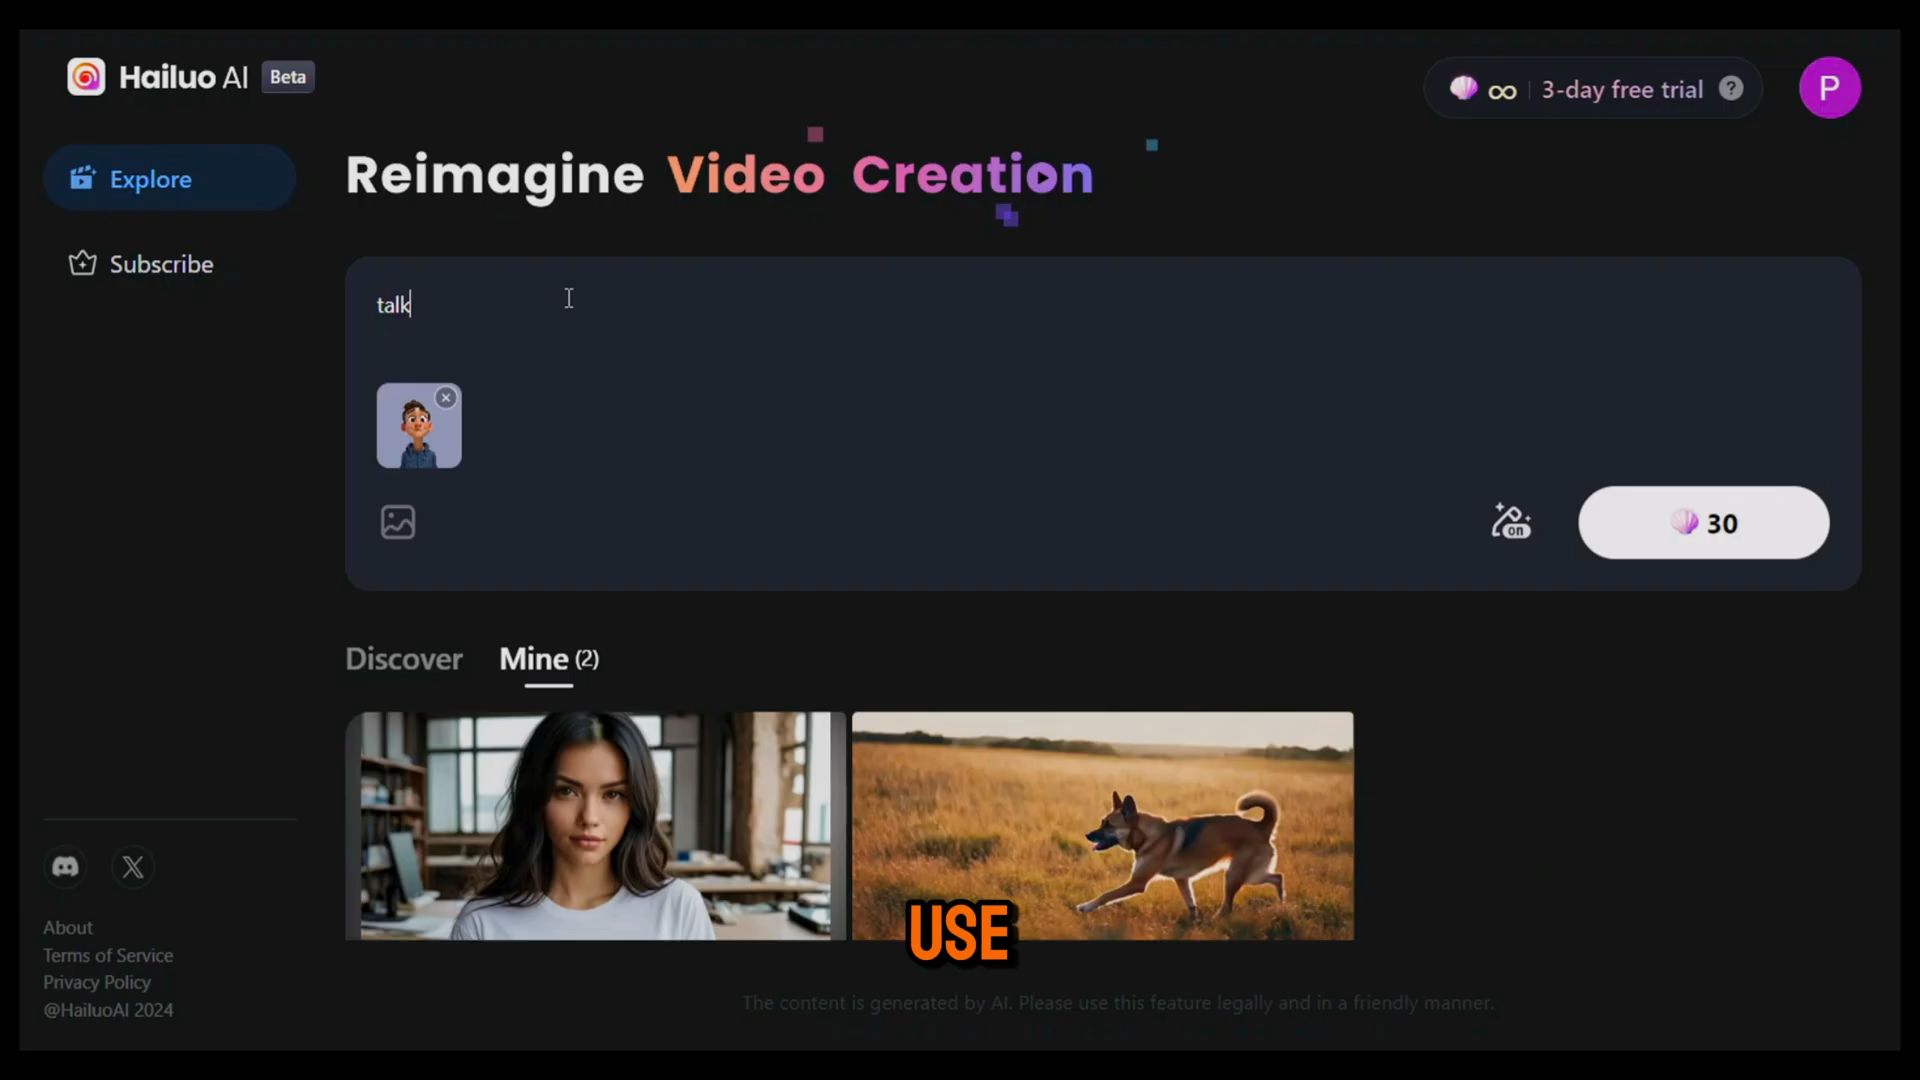 Hailuo AI Beta
∞ | 3-day free trial ?
P
Explore
Reimagine Video Creation
Subscribe
talk
on
30
Discover Mine (2)
USE
About
Terms of Service
Privacy Policy
@HailuoAI 2024
The content is generated by AI. Please use this feature legally and in a friendly manner.